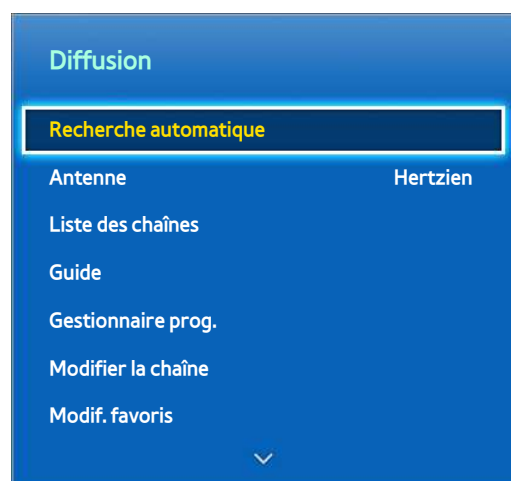 Diffusion
Recherche automatique
Antenne Hertzien
Liste des chaînes
Guide
Gestionnaire prog.
Modifier la chaîne
Modif. favoris